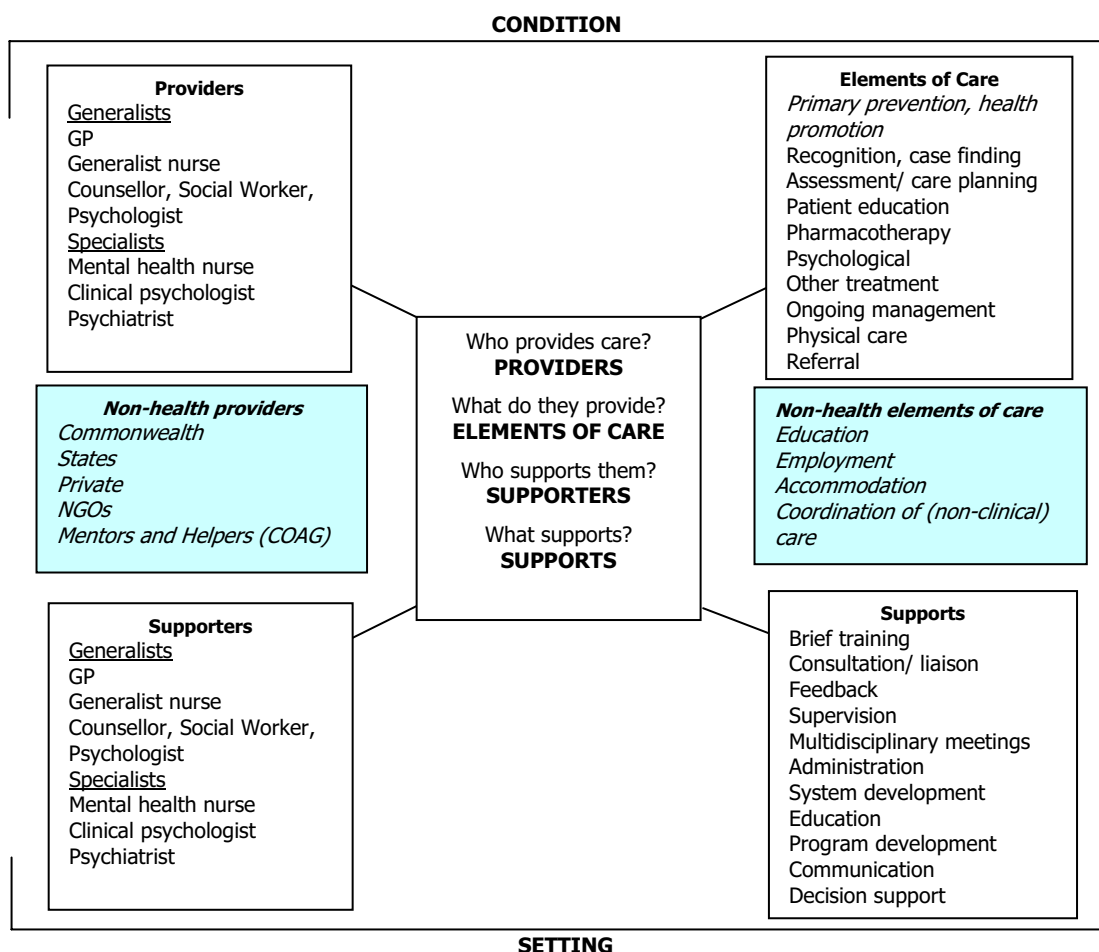 CONDITION
Providers
Generalists
GP
Generalist nurse
Counsellor, Social Worker,
Psychologist
Specialists
Mental health nurse
Clinical psychologist
Psychiatrist
Elements of Care
Primary prevention, health
promotion
Recognition, case finding
Assessment/ care planning
Patient education
Pharmacotherapy
Psychological
Other treatment
Ongoing management
Physical care
Referral
Who provides care?
PROVIDERS
What do they provide?
ELEMENTS OF CARE
Who supports them?
SUPPORTERS
What supports?
SUPPORTS
Non-health providers
Commonwealth
States
Private
NGOs
Mentors and Helpers (COAG)
Non-health elements of care
Education
Employment
Accommodation
Coordination of (non-clinical)
care
Supporters
Generalists
GP
Generalist nurse
Counsellor, Social Worker,
Psychologist
Specialists
Mental health nurse
Clinical psychologist
Psychiatrist
Supports
Brief training
Consultation/ liaison
Feedback
Supervision
Multidisciplinary meetings
Administration
System development
Education
Program development
Communication
Decision support
SETTING